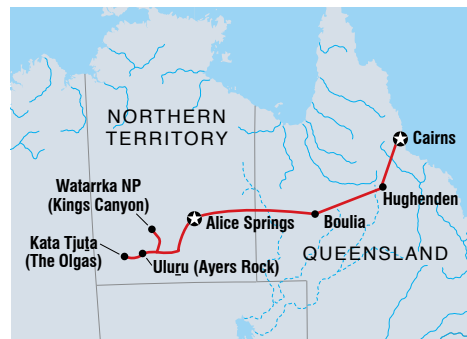 NORTHERN
TERRITORY
Cairns
Watarrka NP
(Kings Canyon)
Hughenden
Alice Springs
Boulia
Kata Tjuṯa
(The Olgas)
Uluṟu (Ayers Rock)
QUEENSLAND